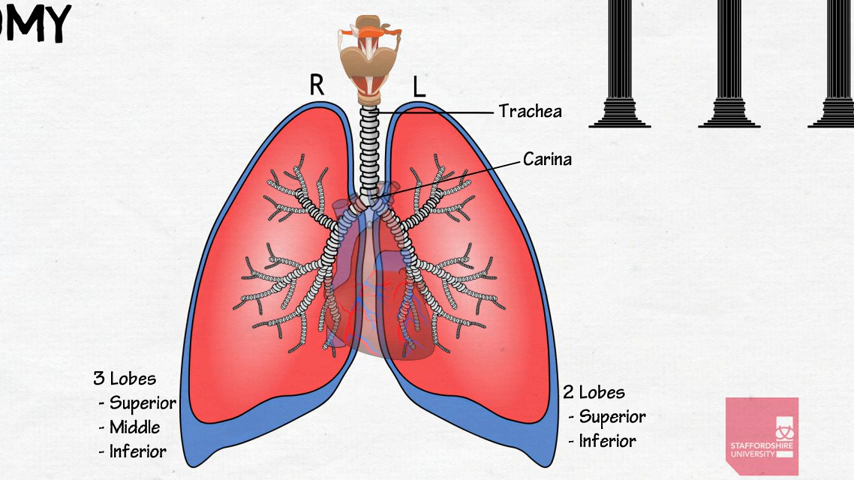 OMY
R
L
Trachea
Carina
3 Lobes
- Superior
- Middle
- Inferior
2 Lobes
- Superior
- Inferior
STAFFORDSHIRE
UNIVERSITY